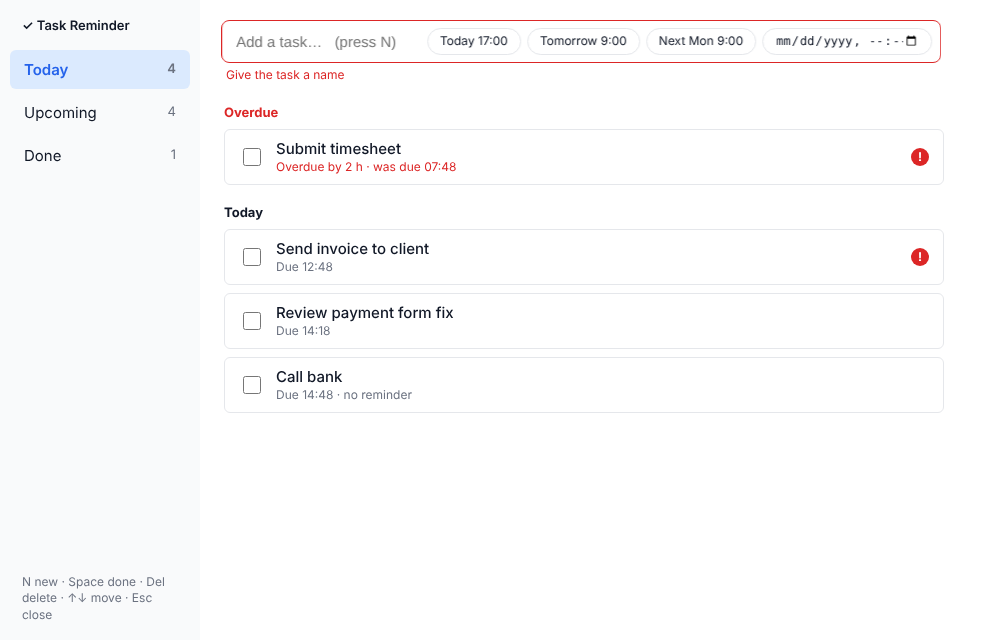 ✓ Task Reminder
Today 4
Upcoming 4
Done 1
N new · Space done · Del
delete · ↑↓ move · Esc
close
Add a task… (press N) Today 17:00 Tomorrow 9:00 Next Mon 9:00 mm/dd/yyyy, --:--
Give the task a name
Overdue
Submit timesheet
Overdue by 2 h · was due 07:48
!
Today
Send invoice to client
Due 12:48
!
Review payment form fix
Due 14:18
Call bank
Due 14:48 · no reminder